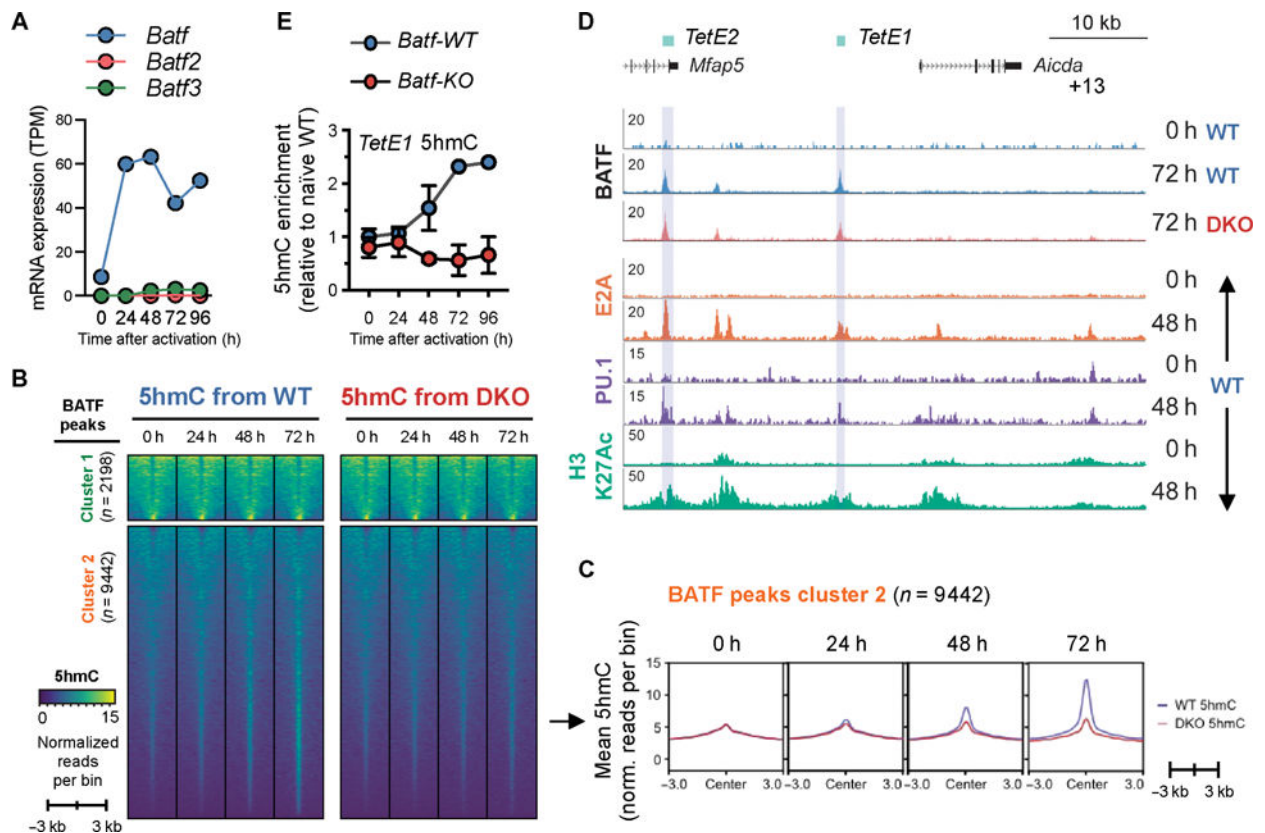 A
Batf
Batf2
Batf3
mRNA expression (TPM)
80
60
40
20
0
0 24 48 72 96
Time after activation (h)
E
Batf-WT
Batf-KO
5hmC enrichment
(relative to naïve WT)
TetE1 5hmC
3
2
1
0
0 24 48 72 96
Time after activation (h)
D
TetE2 TetE1 10 kb
Mfap5 Aicda
+13
BATF
20 0 h WT
20 72 h WT
20 72 h DKO
E2A
20 0 h
20 48 h
PU.1
15 0 h
WT
15 48 h
H3
K27Ac
50 0 h
50 48 h
B
BATF
peaks
5hmC from WT 5hmC from DKO
0 h 24 h 48 h 72 h 0 h 24 h 48 h 72 h
Cluster 1
(n = 2198)
Cluster 2
(n = 9442)
5hmC
0 15
Normalized
reads
per bin
−3 kb 3 kb
C
BATF peaks cluster 2 (n = 9442)
0 h 24 h 48 h 72 h
Mean 5hmC
(norm. reads per bin)
15
10
5
0
WT 5hmC
DKO 5hmC
−3.0 Center 3.0 −3.0 Center 3.0 −3.0 Center 3.0 −3.0 Center 3.0
−3 kb 3 kb